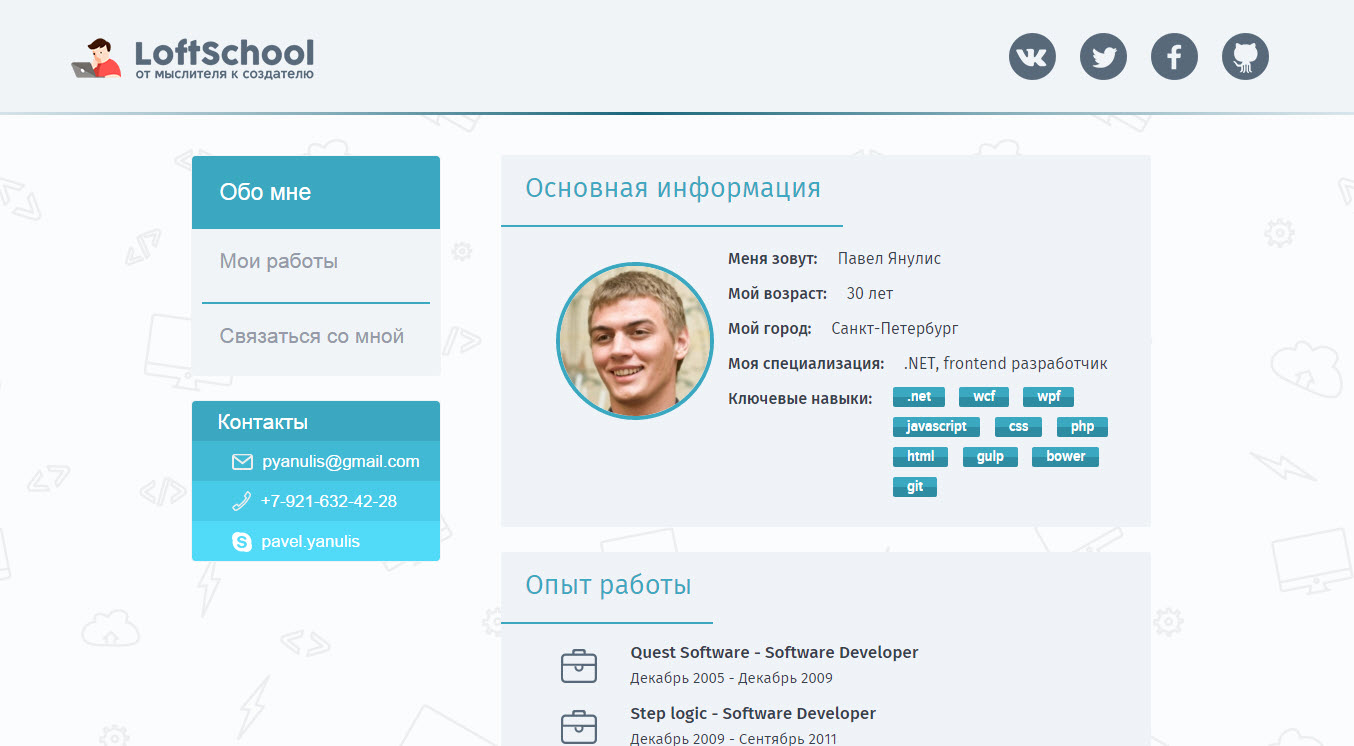 LoftSchool
от мыслителя к создателю
Обо мне
Мои работы
Связаться со мной
Контакты
pyanulis@gmail.com
+7-921-632-42-28
pavel.yanulis
Основная информация
Меня зовут: Павел Янулис
Мой возраст: 30 лет
Мой город: Санкт-Петербург
Моя специализация: .NET, frontend разработчик
Ключевые навыки: .net wcf wpf
javascript css php
html gulp bower
git
Опыт работы
Quest Software - Software Developer
Декабрь 2005 - Декабрь 2009
Step logic - Software Developer
Декабрь 2009 - Сентябрь 2011